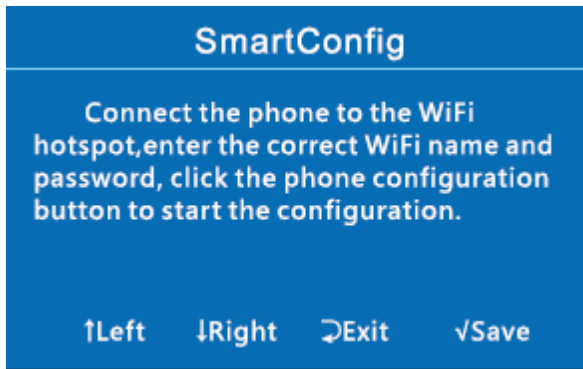 SmartConfig
Connect the phone to the WiFi
hotspot,enter the correct WiFi name and
password, click the phone configuration
button to start the configuration.
↑Left ↓Right ⊋Exit √Save